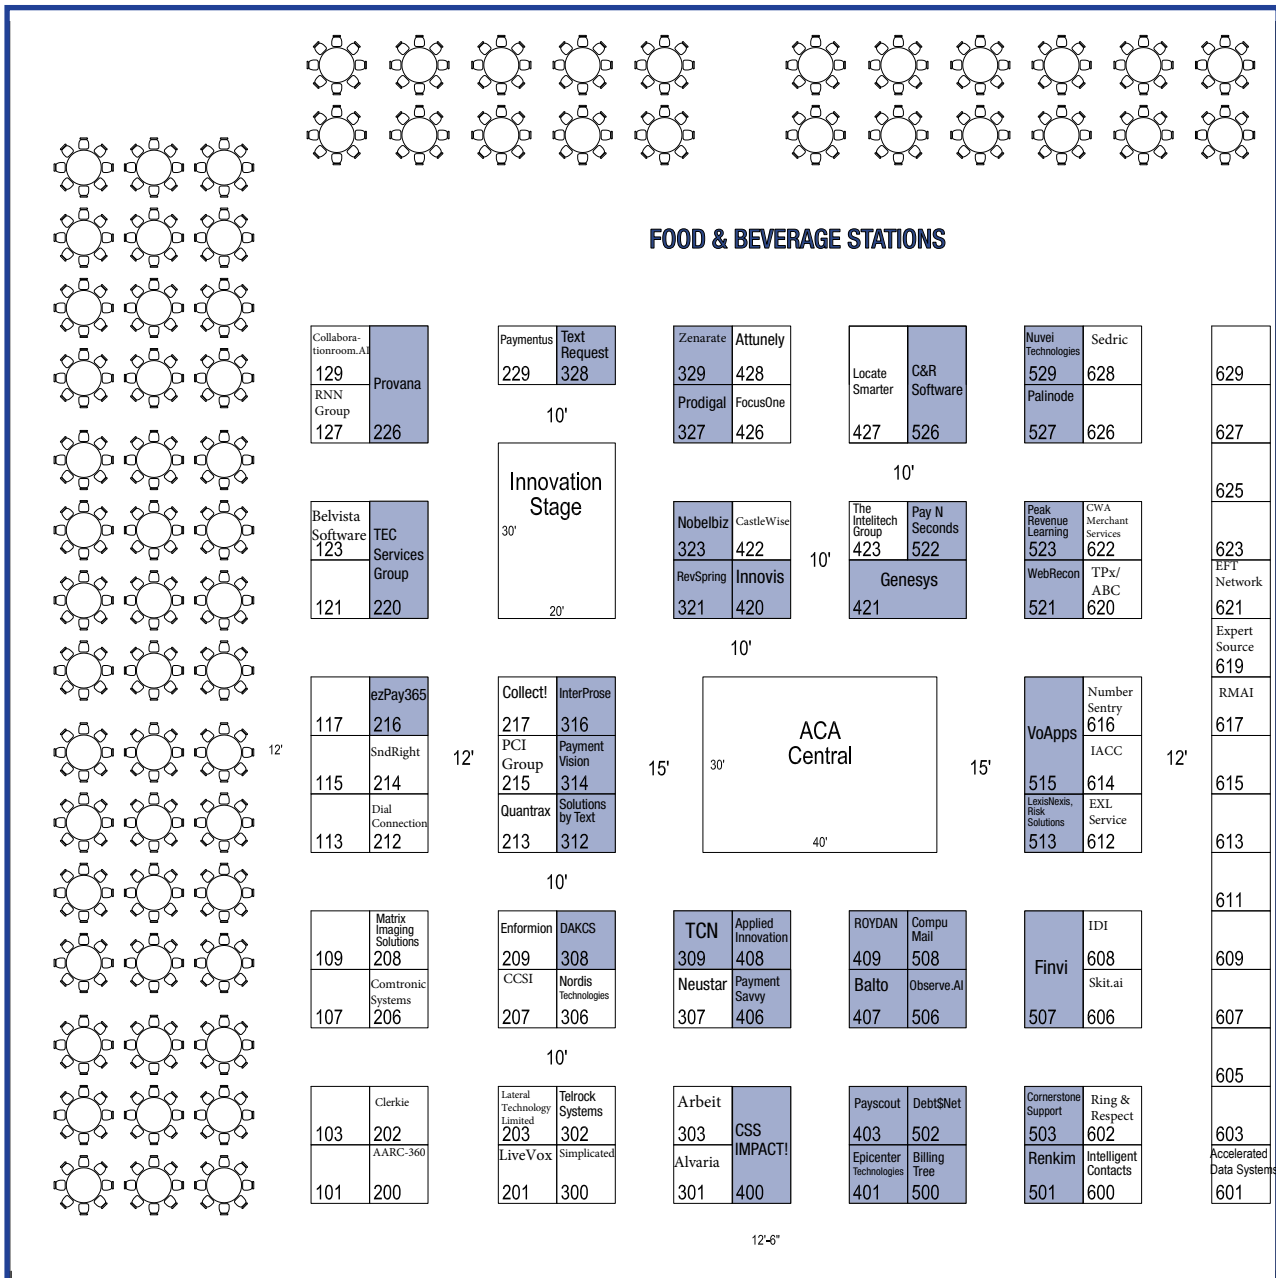 FOOD & BEVERAGE STATIONS
Collabora-
tionroom.AI
129
Provana
226
RNN
Group
127
Paymentus
229
Text
Request
328
10'
Zenarate
329
Attunely
428
Prodigal
327
FocusOne
426
Locate
Smarter
427
C&R
Software
526
10'
Nuvei
Technologies
529
Sedric
628
Palinode
527
626
629
627
625
623
Innovation
Stage
30'
20'
Belvista
Software
123
TEC
Services
Group
220
121
Nobelbiz
323
CastleWise
422
RevSpring
321
Innovis
420
10'
10'
The
Intelitech
Group
423
Pay N
Seconds
522
Genesys
421
Peak
Revenue
Learning
523
CWA
Merchant
Services
622
WebRecon
521
TPx/
ABC
620
EFT
Network
621
Expert
Source
619
RMAI
617
615
613
611
117
ezPay365
216
115
SndRight
214
113
Dial
Connection
212
12'
12'
Collect!
217
InterProse
316
PCI
Group
215
Payment
Vision
314
Quantrax
213
Solutions
by Text
312
10'
15'
ACA
Central
30'
40'
15'
VoApps
515
Number
Sentry
616
IACC
614
LexisNexis,
Risk
Solutions
513
EXL
Service
612
12'
109
Matrix
Imaging
Solutions
208
107
Comtronic
Systems
206
Enformion
209
DAKCS
308
CCSI
207
Nordis
Technologies
306
10'
TCN
309
Applied
Innovation
408
Neustar
307
Payment
Savvy
406
ROYDAN
409
Compu
Mail
508
Balto
407
Observe.AI
506
Finvi
507
IDI
608
Skit.ai
606
609
607
605
603
103
Clerkie
202
101
AARC-360
200
Lateral
Technology
Limited
203
Telrock
Systems
302
LiveVox
201
Simplicated
300
Arbeit
303
CSS
IMPACT!
400
Alvaria
301
Payscout
403
Debt$Net
502
Epicenter
Technologies
401
Billing
Tree
500
Cornerstone
Support
503
Ring &
Respect
602
Renkim
501
Intelligent
Contacts
600
Accelerated
Data Systems
601
12'-6"